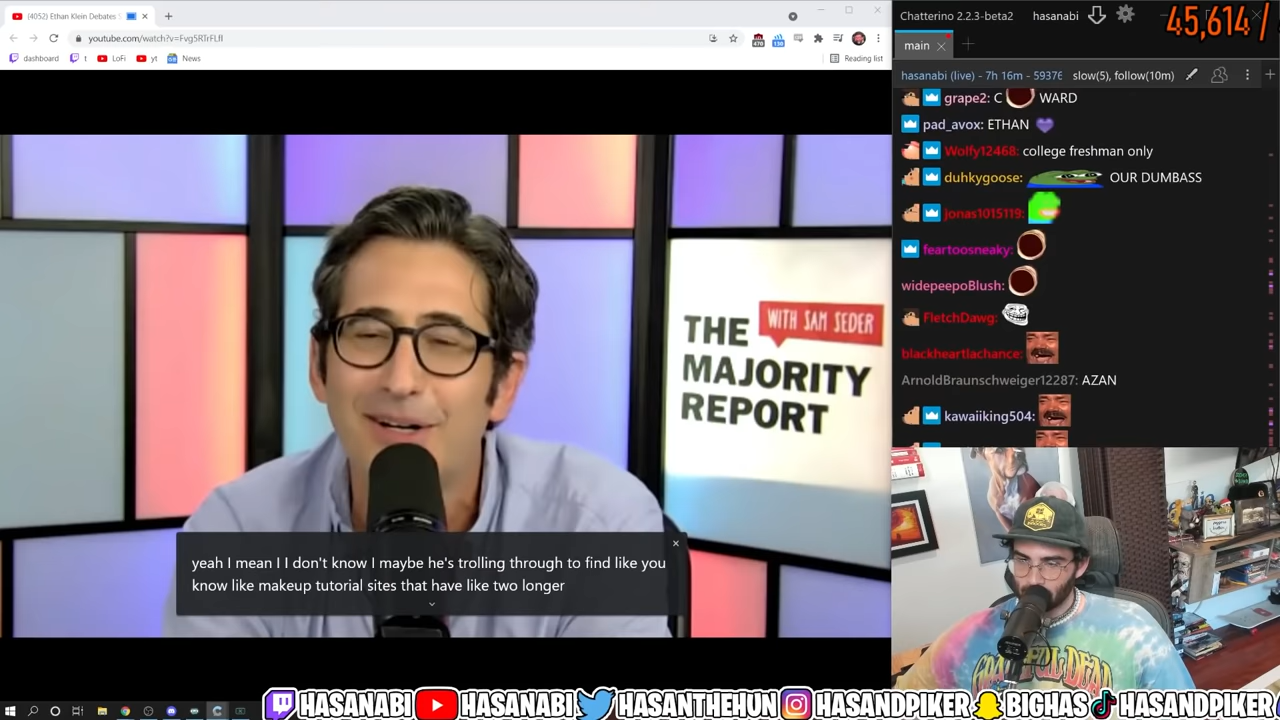 (4052) Ethan Klein Debates S
youtube.com/watch?v=Fvg5RTrFLfI
dashboard
t
LoFi
yt
News
Reading list
THE
WITH SAM SEDER
MAJORITY
REPORT
yeah I mean I I don't know I maybe he's trolling through to find like you
know like makeup tutorial sites that have like two longer
Chatterino 2.2.3-beta2
hasanabi
45,614 /
main
hasanabi (live) - 7h 16m - 59376
slow(5), follow(10m)
grape2: C WARD
pad_avox: ETHAN
Wolfy12468: college freshman only
duhkygoose: OUR DUMBASS
jonas1015119:
feartoosneaky:
widepeepoBlush:
FletchDawg:
blackheartlachance:
ArnoldBraunschweiger12287: AZAN
kawaiiking504:
HASANABI
HASANABI
HASANTHEHUN
HASANDPIKER
BIGHAS
HASANDPIKER